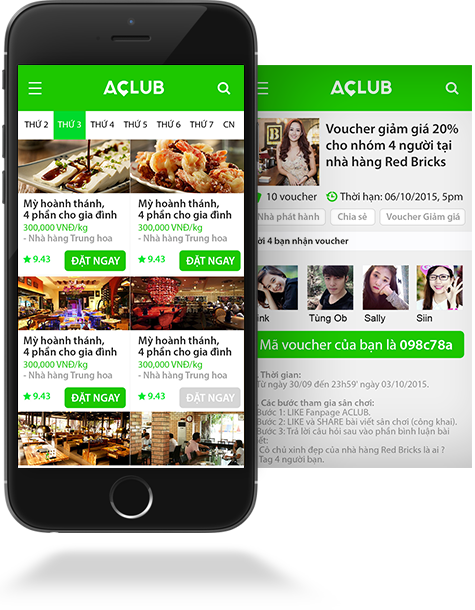 AÇLUB
THỨ 2 THỨ 3 THỨ 4 THỨ 5 THỨ 6 THỨ 7 CN
Mỳ hoành thánh,
4 phần cho gia đình
300,000 VNĐ/kg
- Nhà hàng Trung hoa
9.43 ĐẶT NGAY
Mỳ hoành thánh,
4 phần cho gia đình
300,000 VNĐ/kg
- Nhà hàng Trung hoa
9.43 ĐẶT NGAY
Mỳ hoành thánh,
4 phần cho gia đình
300,000 VNĐ/kg
- Nhà hàng Trung hoa
9.43 ĐẶT NGAY
Mỳ hoành thánh,
4 phần cho gia đình
300,000 VNĐ/kg
- Nhà hàng Trung hoa
9.43 ĐẶT NGAY
AÇLUB
B
Voucher giảm giá 20%
cho nhóm 4 người tại
nhà hàng Red Bricks
10 voucher Thời hạn: 06/10/2015, 5pm
Nhà phát hành Chia sẻ Voucher Giảm giá
4 bạn nhận voucher
Tùng Ob Sally Siin
Mã voucher của bạn là 098c78a
. Thời gian:
Từ ngày 30/09 đến 23h59' ngày 03/10/2015.
. Các bước tham gia sân chơi:
Bước 1: LIKE Fanpage ACLUB.
Bước 2: LIKE và SHARE bài viết sân chơi (công khai).
Bước 3: Trả lời câu hỏi sau vào phần bình luận bài
Cô chú xinh đẹp của nhà hàng Red Bricks là ai ?
Tag 4 người bạn.